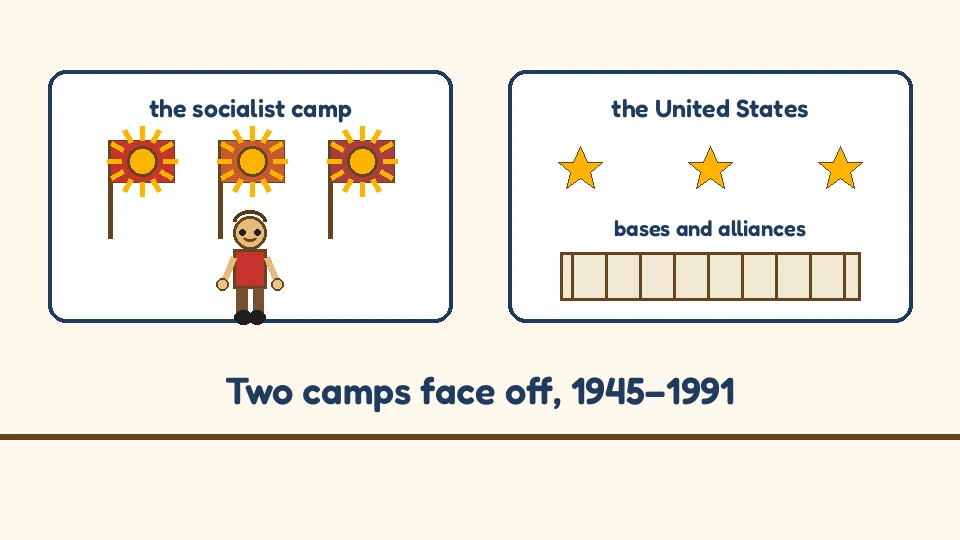 the socialist camp
the United States
bases and alliances
Two camps face off, 1945–1991